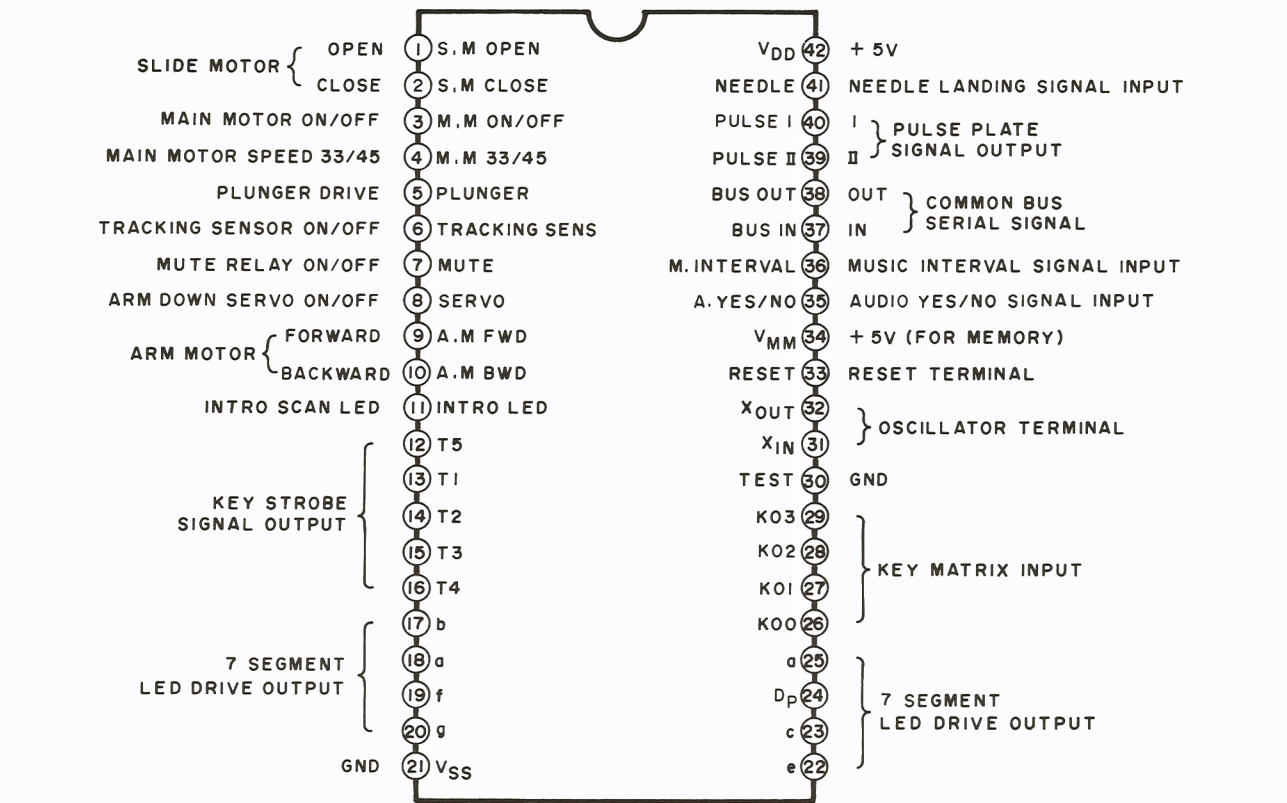 OPEN 1 S.M OPEN
SLIDE MOTOR
CLOSE 2 S.M CLOSE
MAIN MOTOR ON/OFF 3 M.M ON/OFF
MAIN MOTOR SPEED 33/45 4 M.M 33/45
PLUNGER DRIVE 5 PLUNGER
TRACKING SENSOR ON/OFF 6 TRACKING SENS
MUTE RELAY ON/OFF 7 MUTE
ARM DOWN SERVO ON/OFF 8 SERVO
FORWARD 9 A.M FWD
ARM MOTOR
BACKWARD 10 A.M BWD
INTRO SCAN LED 11 INTRO LED
12 T5
13 T1
KEY STROBE
SIGNAL OUTPUT
14 T2
15 T3
16 T4
17 b
7 SEGMENT
LED DRIVE OUTPUT
18 a
19 f
20 g
GND 21 VSS
VDD 42 + 5V
NEEDLE 41 NEEDLE LANDING SIGNAL INPUT
PULSE I 40 I
PULSE PLATE
SIGNAL OUTPUT
PULSE II 39 II
BUS OUT 38 OUT
COMMON BUS
SERIAL SIGNAL
BUS IN 37 IN
M. INTERVAL 36 MUSIC INTERVAL SIGNAL INPUT
A. YES/NO 35 AUDIO YES/NO SIGNAL INPUT
VMM 34 + 5V (FOR MEMORY)
RESET 33 RESET TERMINAL
XOUT 32
OSCILLATOR TERMINAL
XIN 31
TEST 30 GND
KO3 29
KO2 28
KEY MATRIX INPUT
KO1 27
KOO 26
a 25
DP 24
7 SEGMENT
LED DRIVE OUTPUT
c 23
e 22